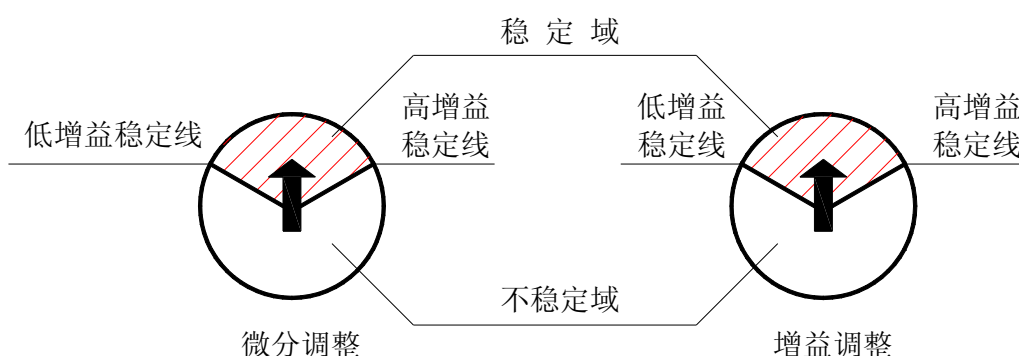 稳 定 域
低增益稳定线
高增益
稳定线
低增益
稳定线
高增益
稳定线
不稳定域
微分调整
增益调整